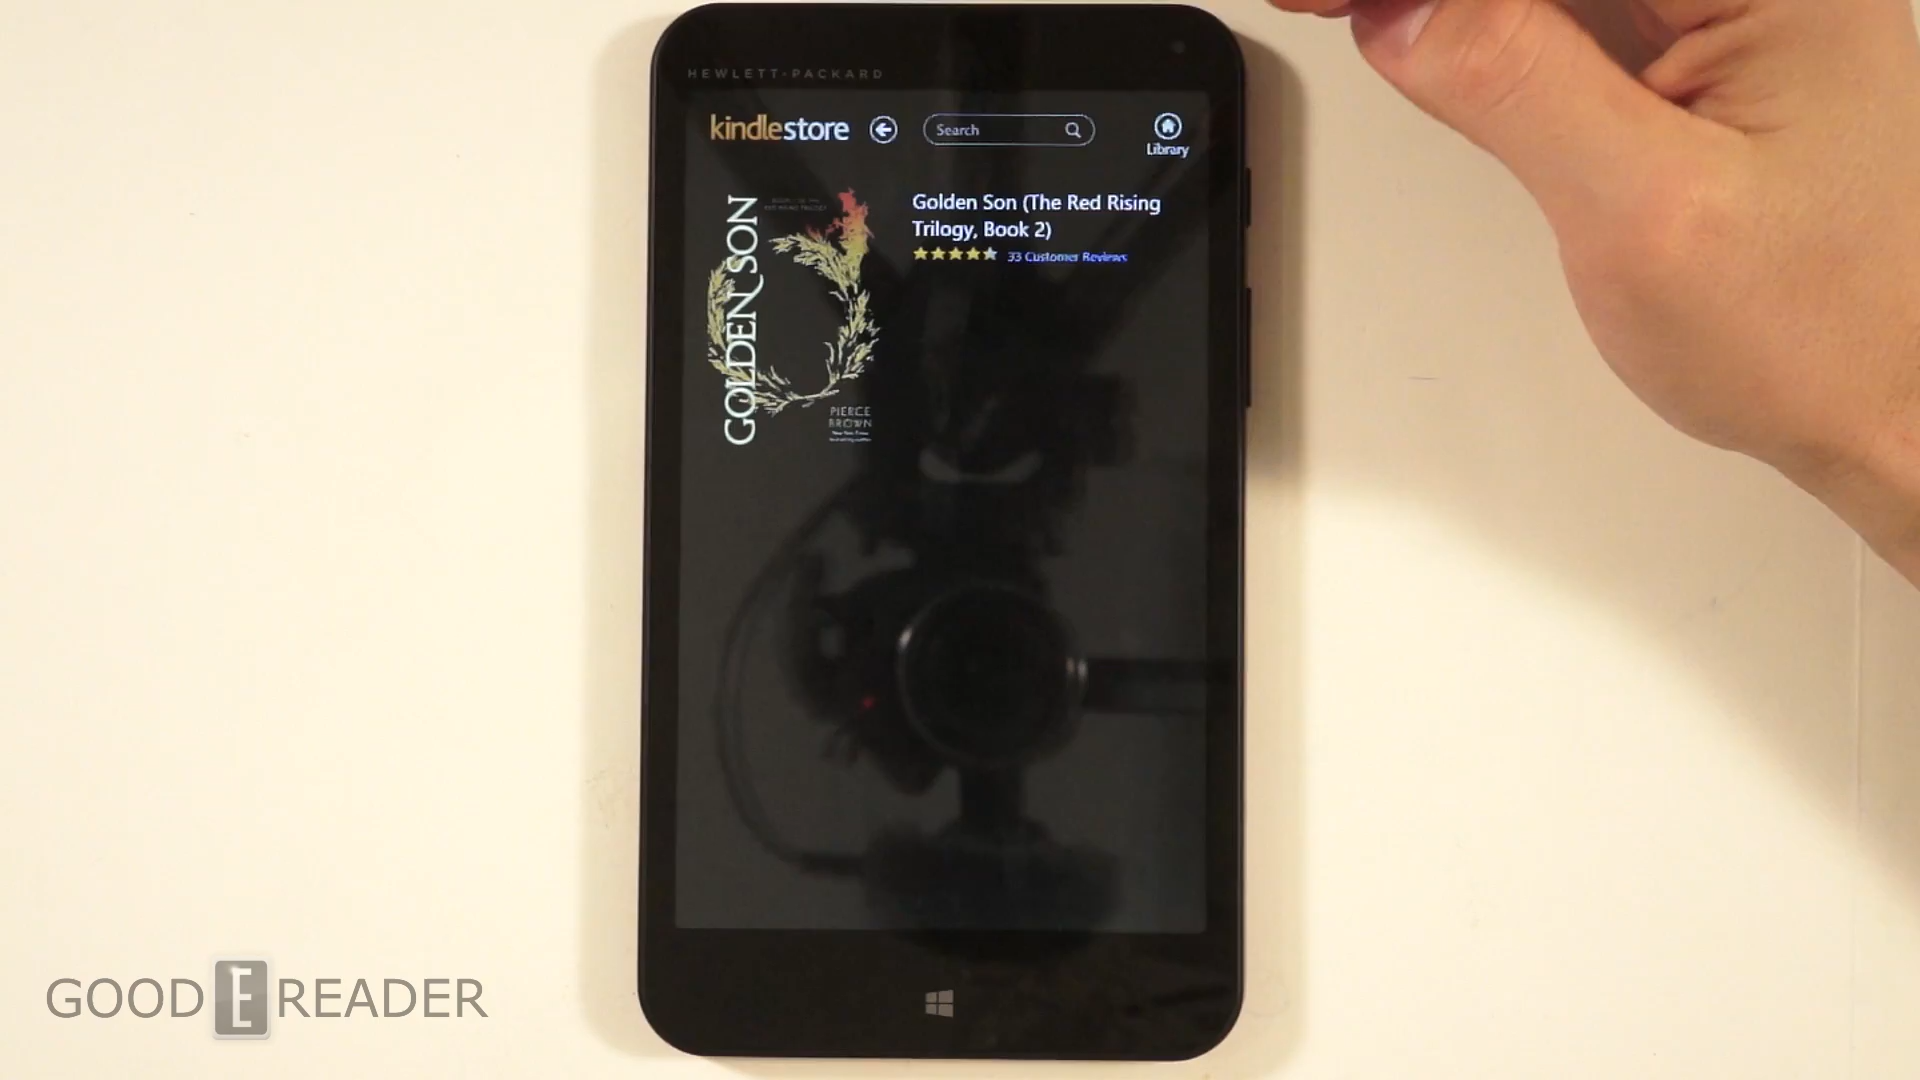 HEWLETT-PACKARD
kindlestore
Search
Library
GOLDEN SON
PIERCE
BROWN
Golden Son (The Red Rising
Trilogy, Book 2)
33 Customer Reviews
GOOD E READER